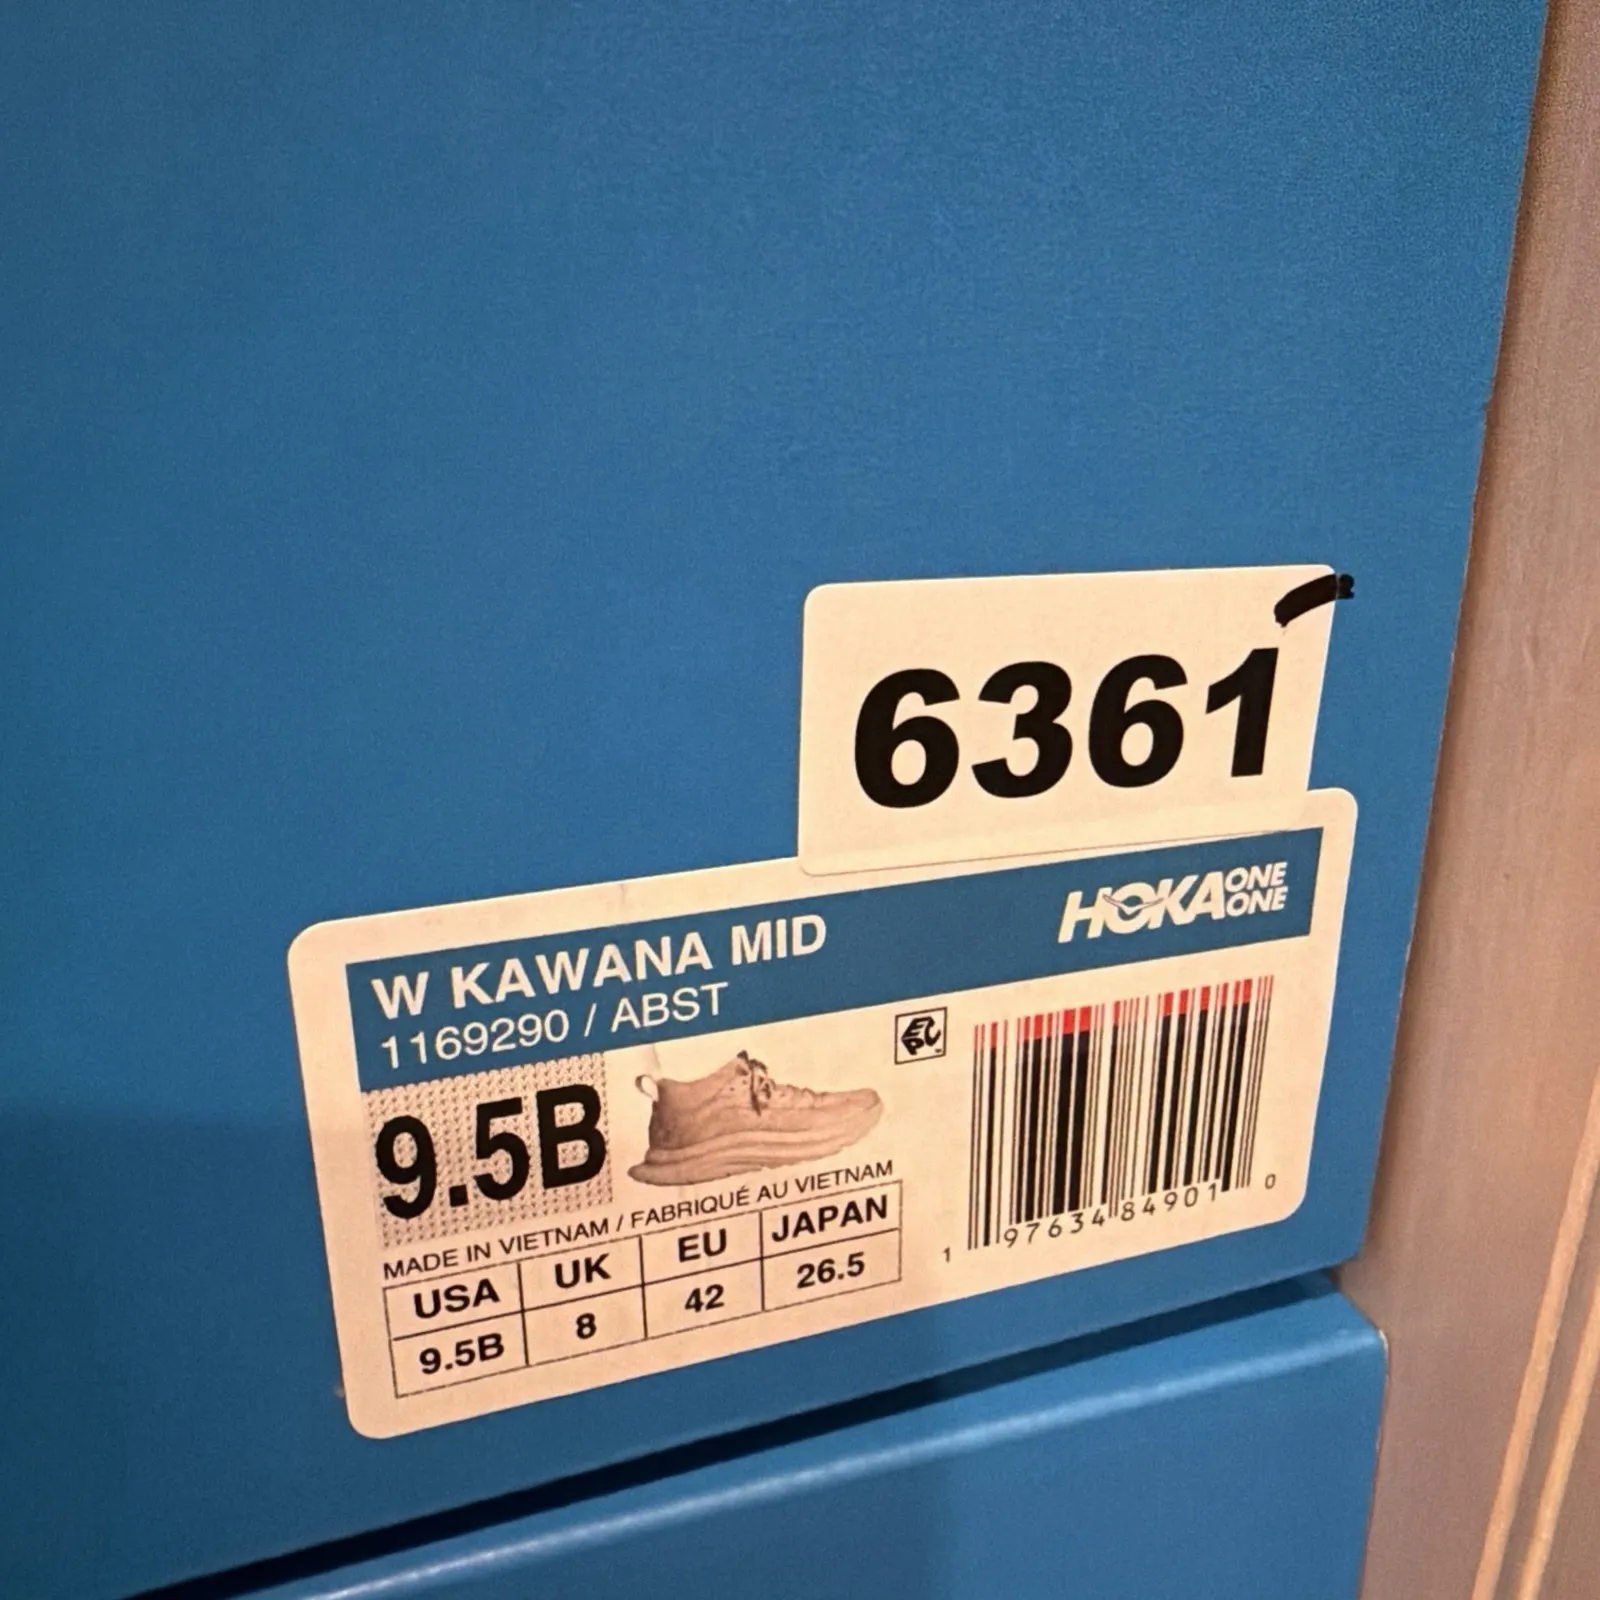 6361
HOKA ONE ONE
W KAWANA MID
1169290 / ABST
9.5B
MADE IN VIETNAM / FABRIQUÉ AU VIETNAM
USA UK EU JAPAN
9.5B 8 42 26.5
1 97634 84901 0